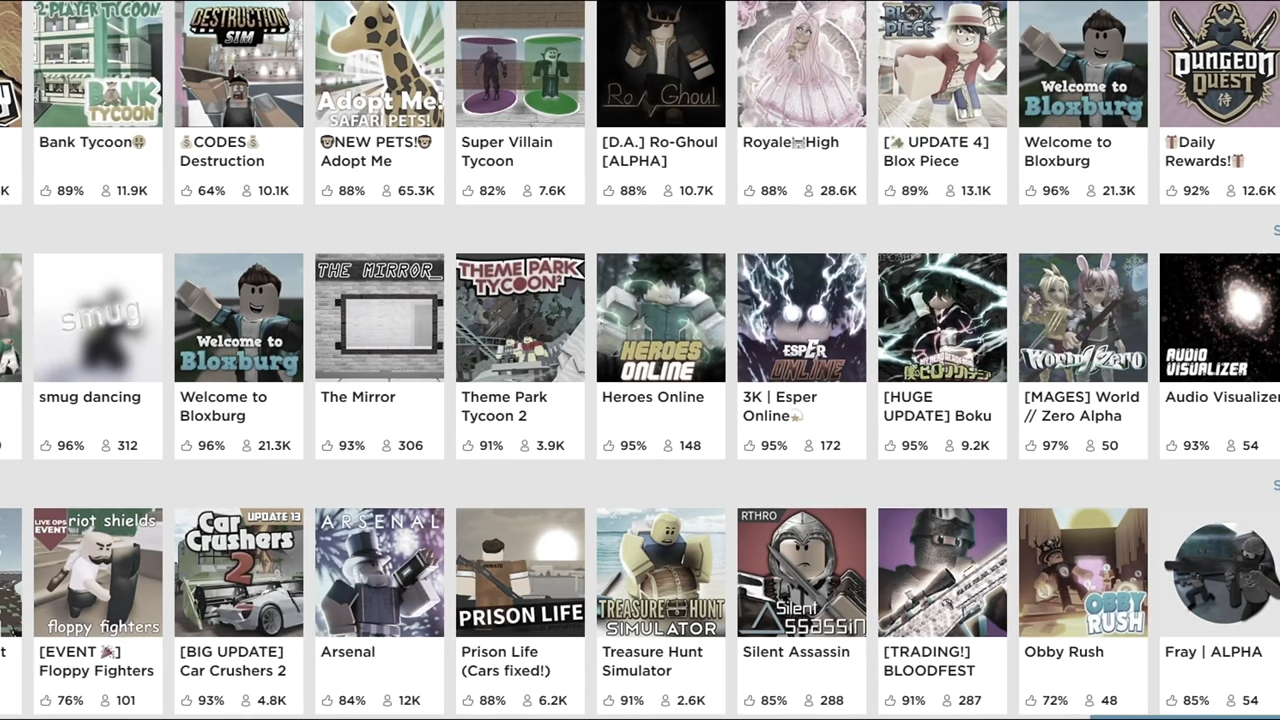 2-PLAYER TYCOON
BANK
TYCOON
DESTRUCTION
SIM
Adopt Me!
SAFARI PETS!
Ro Ghoul
BLOX
PIECE
Welcome to
Bloxburg
DUNGEON
QUEST
侍
Y
Bank Tycoon🤑
💰CODES💰
Destruction
🐵NEW PETS!🦁
Adopt Me
Super Villain
Tycoon
[D.A.] Ro-Ghoul
[ALPHA]
Royale🏰High
[🌴 UPDATE 4]
Blox Piece
Welcome to
Bloxburg
🎁Daily
Rewards!🎁
K
89% 11.9K
64% 10.1K
88% 65.3K
82% 7.6K
88% 10.7K
88% 28.6K
89% 13.1K
96% 21.3K
92% 12.6K
S
smug
Welcome to
Bloxburg
THE MIRROR_
THEME PARK
TYCOON²
HEROES
ONLINE
ESPER
ONLINE
World//Zero
AUDIO
VISUALIZER
smug dancing
Welcome to
Bloxburg
The Mirror
Theme Park
Tycoon 2
Heroes Online
3K | Esper
Online💫
[HUGE
UPDATE] Boku
[MAGES] World
// Zero Alpha
Audio Visualizer
96% 312
96% 21.3K
93% 306
91% 3.9K
95% 148
95% 172
95% 9.2K
97% 50
93% 54
S
LIVE OPS
EVENT
riot shields
floppy fighters
UPDATE 13
Car
Crushers
2
ARSENAL
PRISON LIFE
TREASURE HUNT
SIMULATOR
RTHRO
Silent
Assassin
OBBY
RUSH
t
[EVENT 🎉]
Floppy Fighters
[BIG UPDATE]
Car Crushers 2
Arsenal
Prison Life
(Cars fixed!)
Treasure Hunt
Simulator
Silent Assassin
[TRADING!]
BLOODFEST
Obby Rush
Fray | ALPHA
76% 101
93% 4.8K
84% 12K
88% 6.2K
91% 2.6K
85% 288
91% 287
72% 48
85% 54